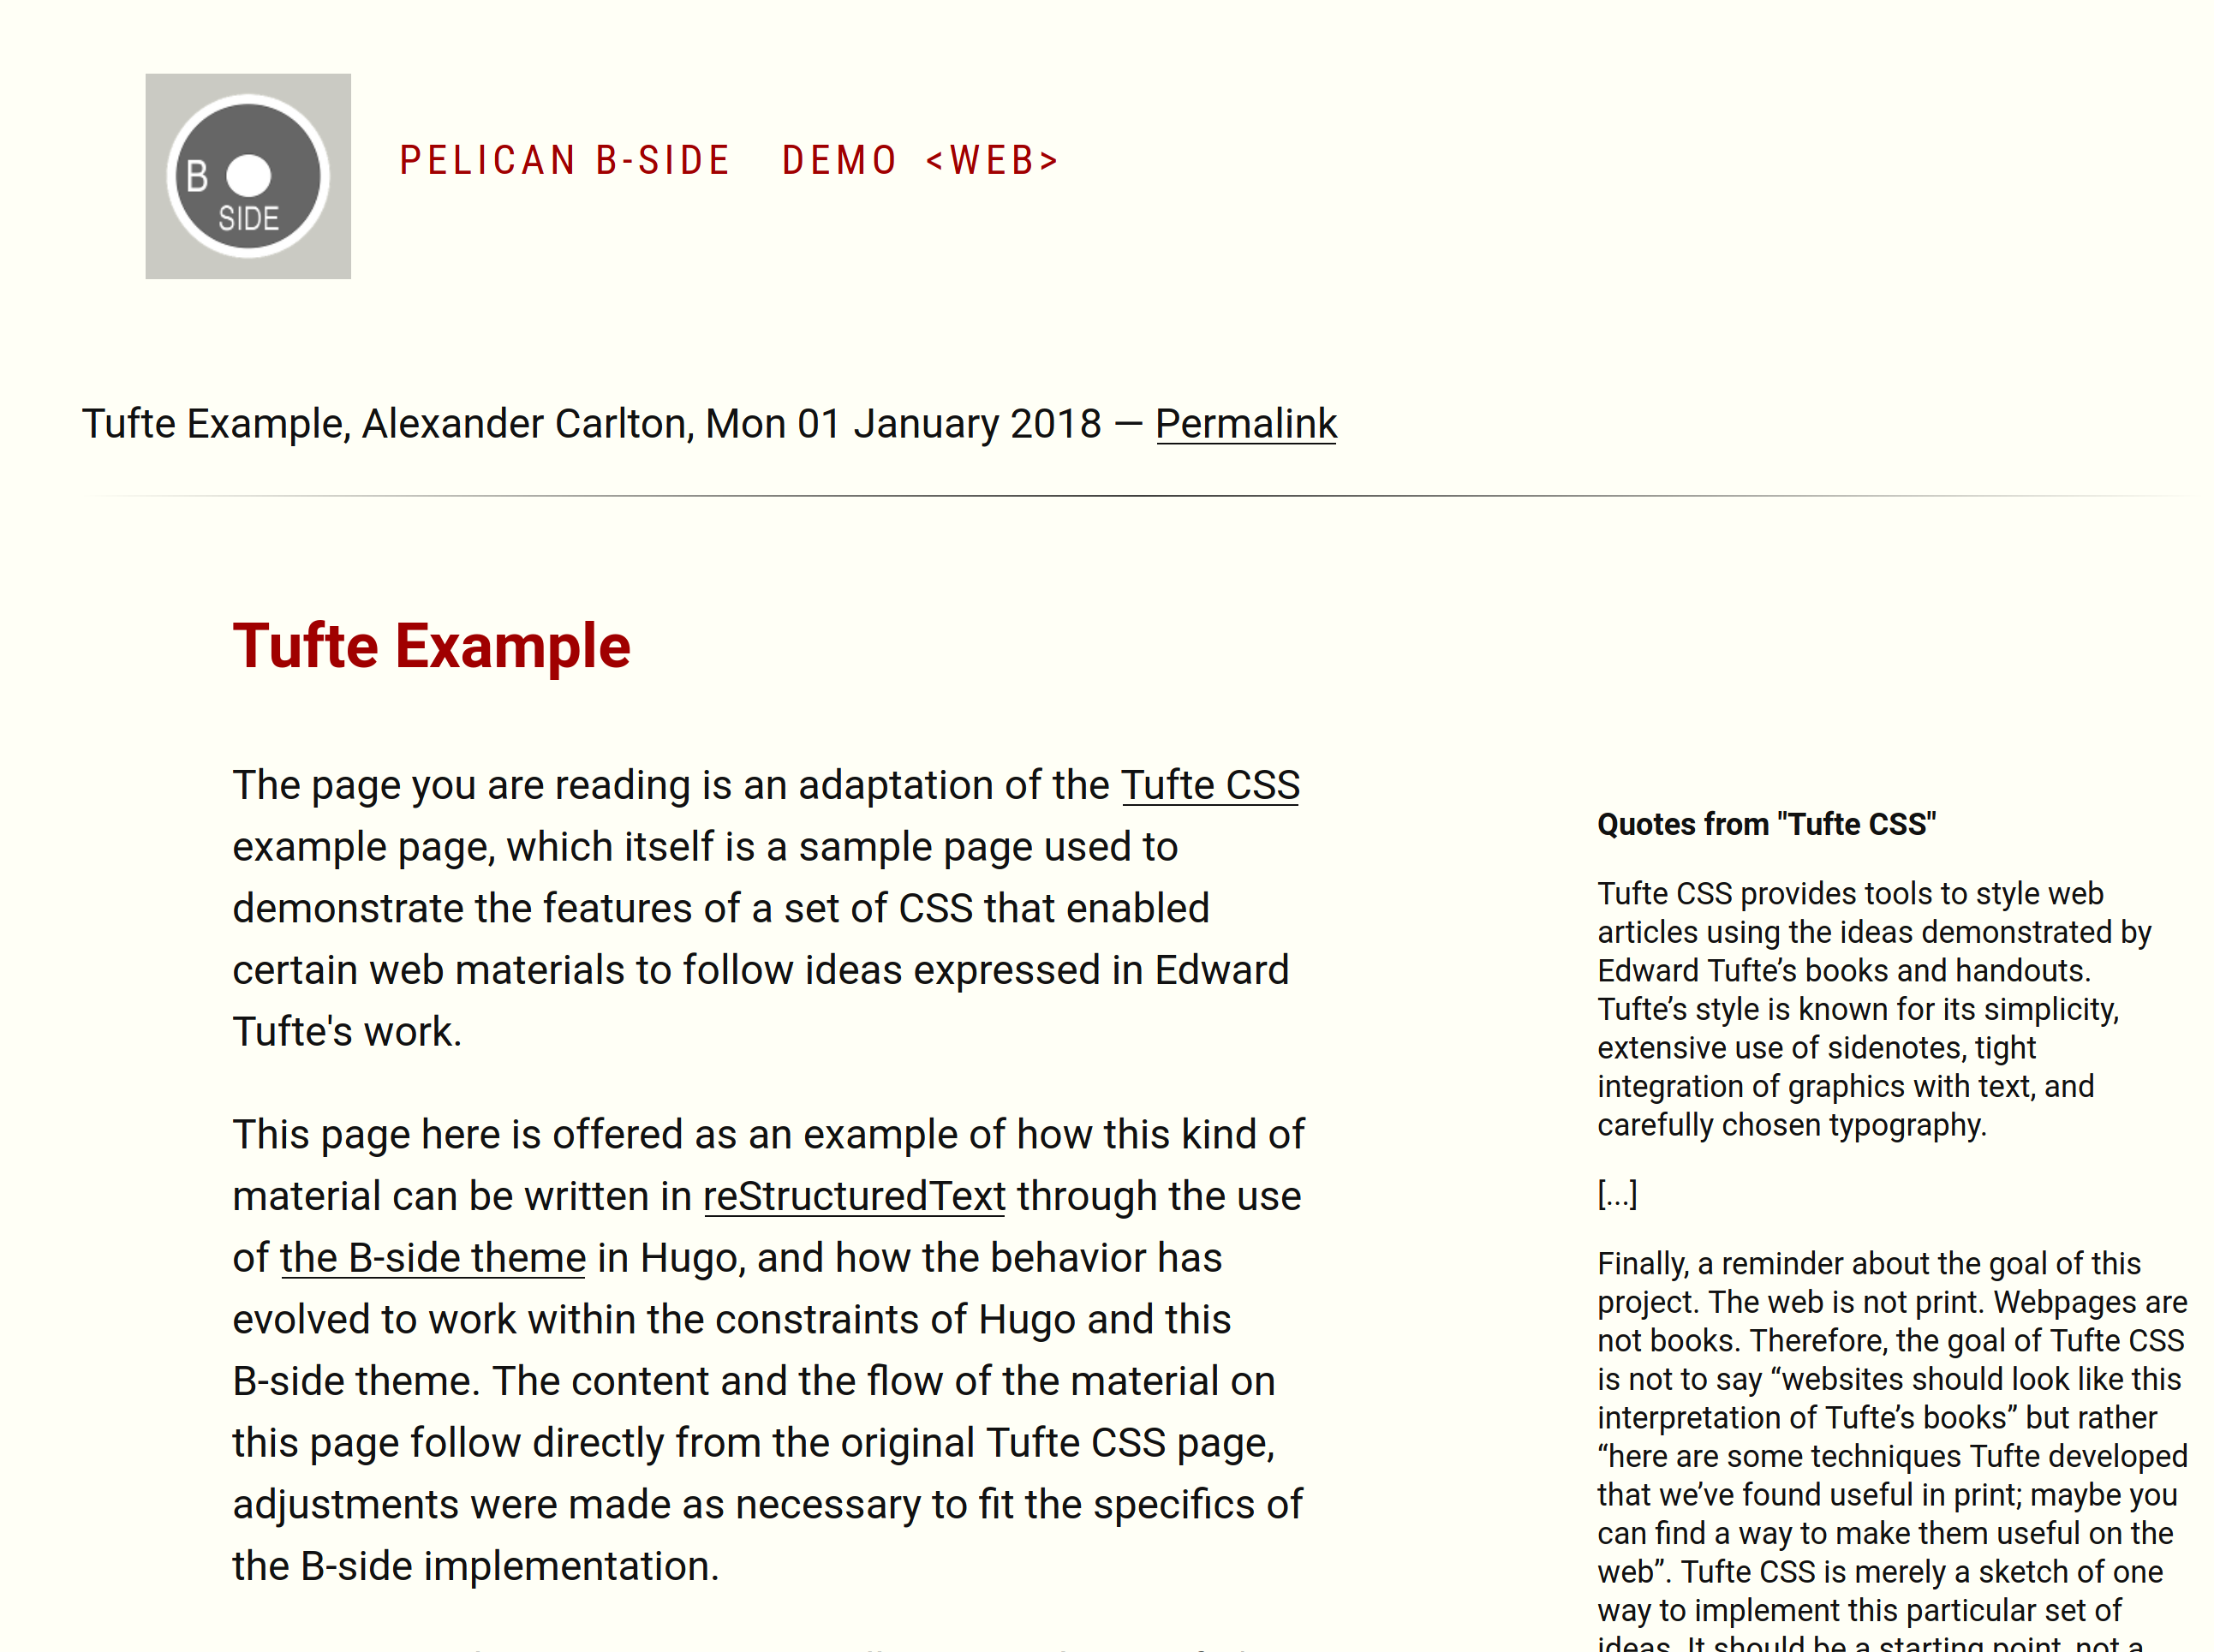 B
SIDE
PELICAN B-SIDE DEMO <WEB>
Tufte Example, Alexander Carlton, Mon 01 January 2018 — Permalink
Tufte Example
The page you are reading is an adaptation of the Tufte CSS
example page, which itself is a sample page used to
demonstrate the features of a set of CSS that enabled
certain web materials to follow ideas expressed in Edward
Tufte's work.
This page here is offered as an example of how this kind of
material can be written in reStructuredText through the use
of the B-side theme in Hugo, and how the behavior has
evolved to work within the constraints of Hugo and this
B-side theme. The content and the flow of the material on
this page follow directly from the original Tufte CSS page,
adjustments were made as necessary to fit the specifics of
the B-side implementation.
Quotes from "Tufte CSS"
Tufte CSS provides tools to style web
articles using the ideas demonstrated by
Edward Tufte’s books and handouts.
Tufte’s style is known for its simplicity,
extensive use of sidenotes, tight
integration of graphics with text, and
carefully chosen typography.
[...]
Finally, a reminder about the goal of this
project. The web is not print. Webpages are
not books. Therefore, the goal of Tufte CSS
is not to say “websites should look like this
interpretation of Tufte’s books” but rather
“here are some techniques Tufte developed
that we’ve found useful in print; maybe you
can find a way to make them useful on the
web”. Tufte CSS is merely a sketch of one
way to implement this particular set of
ideas. It should be a starting point, not a